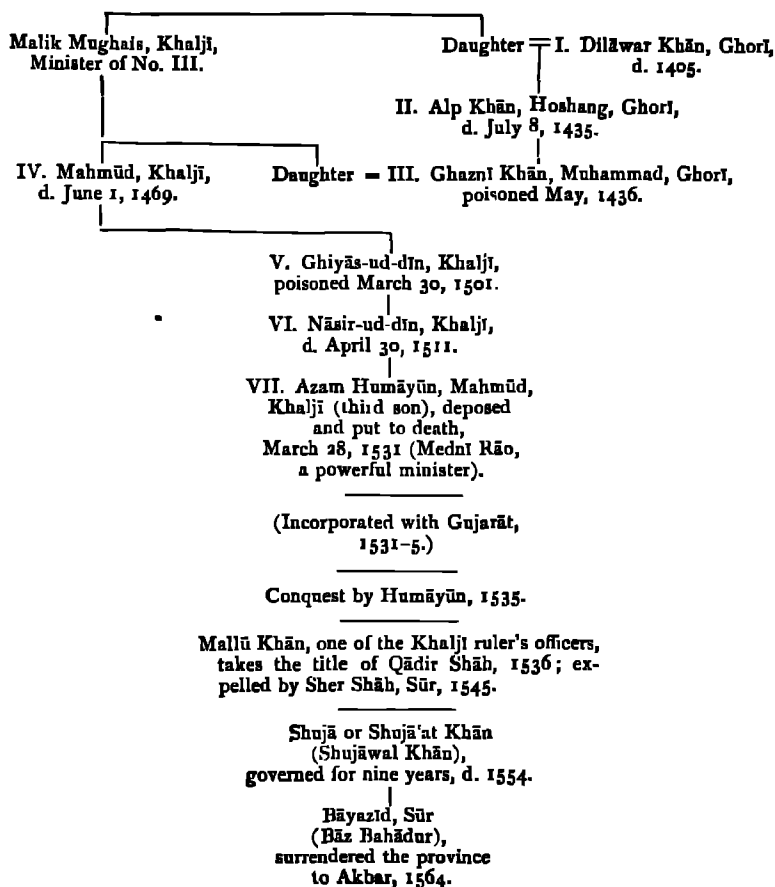 Malik Mughais, Khaljī,
Minister of No. III.
Daughter = I. Dilāwar Khān, Ghorī,
d. 1405.
II. Alp Khān, Hoshang, Ghorī,
d. July 8, 1435.
IV. Mahmūd, Khaljī,
d. June 1, 1469.
Daughter = III. Ghaznī Khān, Muhammad, Ghorī,
poisoned May, 1436.
V. Ghiyās-ud-dīn, Khaljī,
poisoned March 30, 1501.
VI. Nāsir-ud-dīn, Khaljī,
d. April 30, 1511.
VII. Azam Humāyūn, Mahmūd,
Khaljī (third son), deposed
and put to death,
March 28, 1531 (Mednī Rāo,
a powerful minister).
(Incorporated with Gujarāt,
1531-5.)
Conquest by Humāyūn, 1535.
Mallū Khān, one of the Khaljī ruler's officers,
takes the title of Qādir Shāh, 1536; ex-
pelled by Sher Shāh, Sūr, 1545.
Shujā or Shujā'at Khān
(Shujāwal Khān),
governed for nine years, d. 1554.
Bāyazīd, Sūr
(Bāz Bahādur),
surrendered the province
to Akbar, 1564.